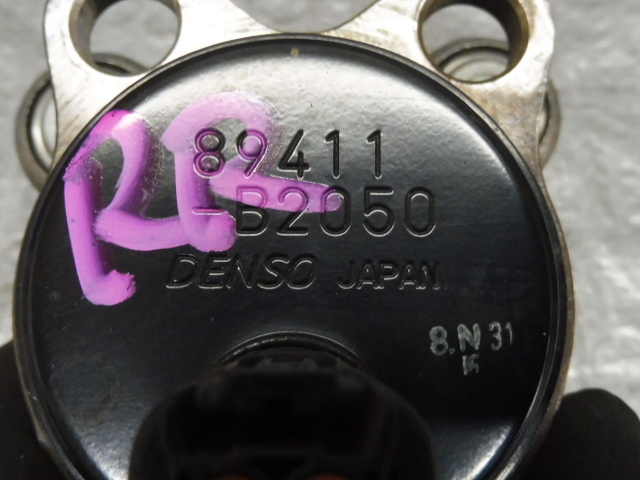 RR
89411
-B2050
DENSO JAPAN
8.N 31